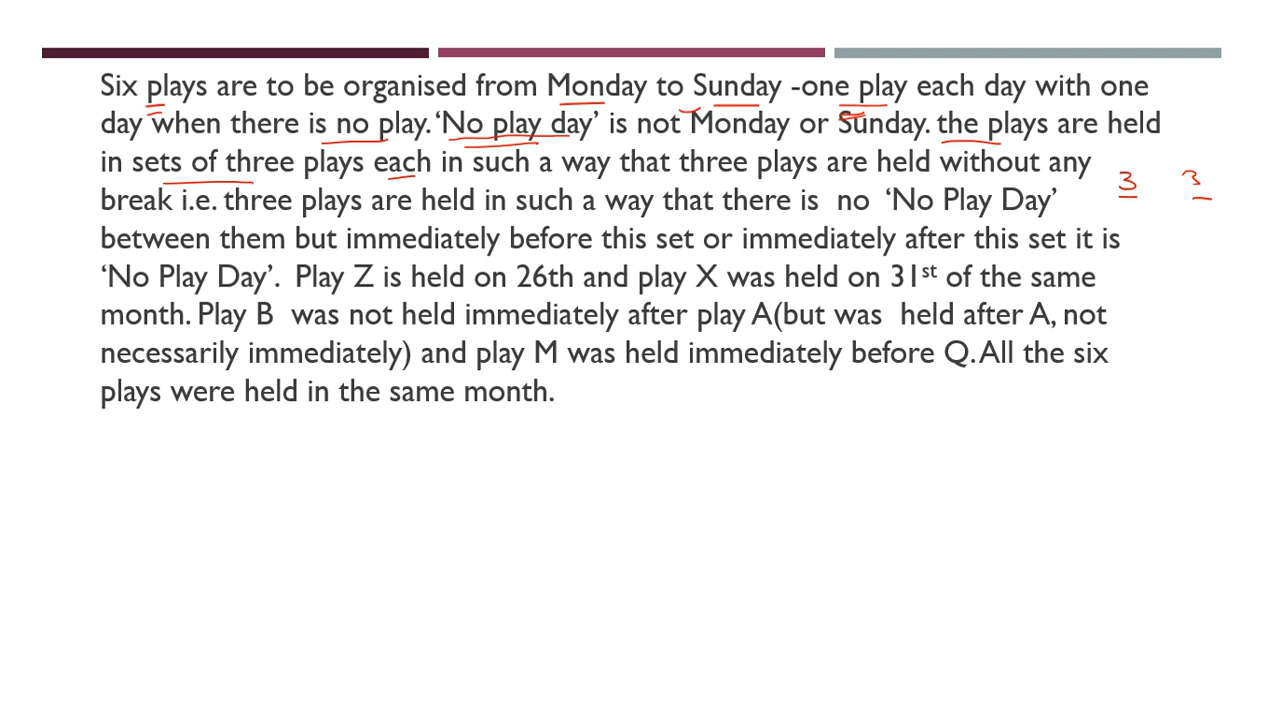 Six plays are to be organised from Monday to Sunday -one play each day with one
day when there is no play. ‘No play day’ is not Monday or Sunday. the plays are held
in sets of three plays each in such a way that three plays are held without any
break i.e. three plays are held in such a way that there is no ‘No Play Day’
3 3
between them but immediately before this set or immediately after this set it is
‘No Play Day’. Play Z is held on 26th and play X was held on 31st of the same
month. Play B was not held immediately after play A(but was held after A, not
necessarily immediately) and play M was held immediately before Q. All the six
plays were held in the same month.